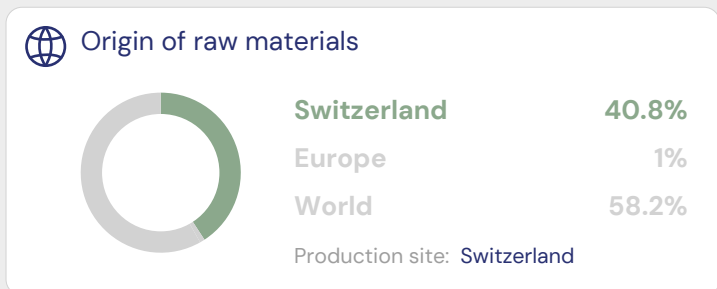 Origin of raw materials
Switzerland 40.8%
Europe 1%
World 58.2%
Production site: Switzerland